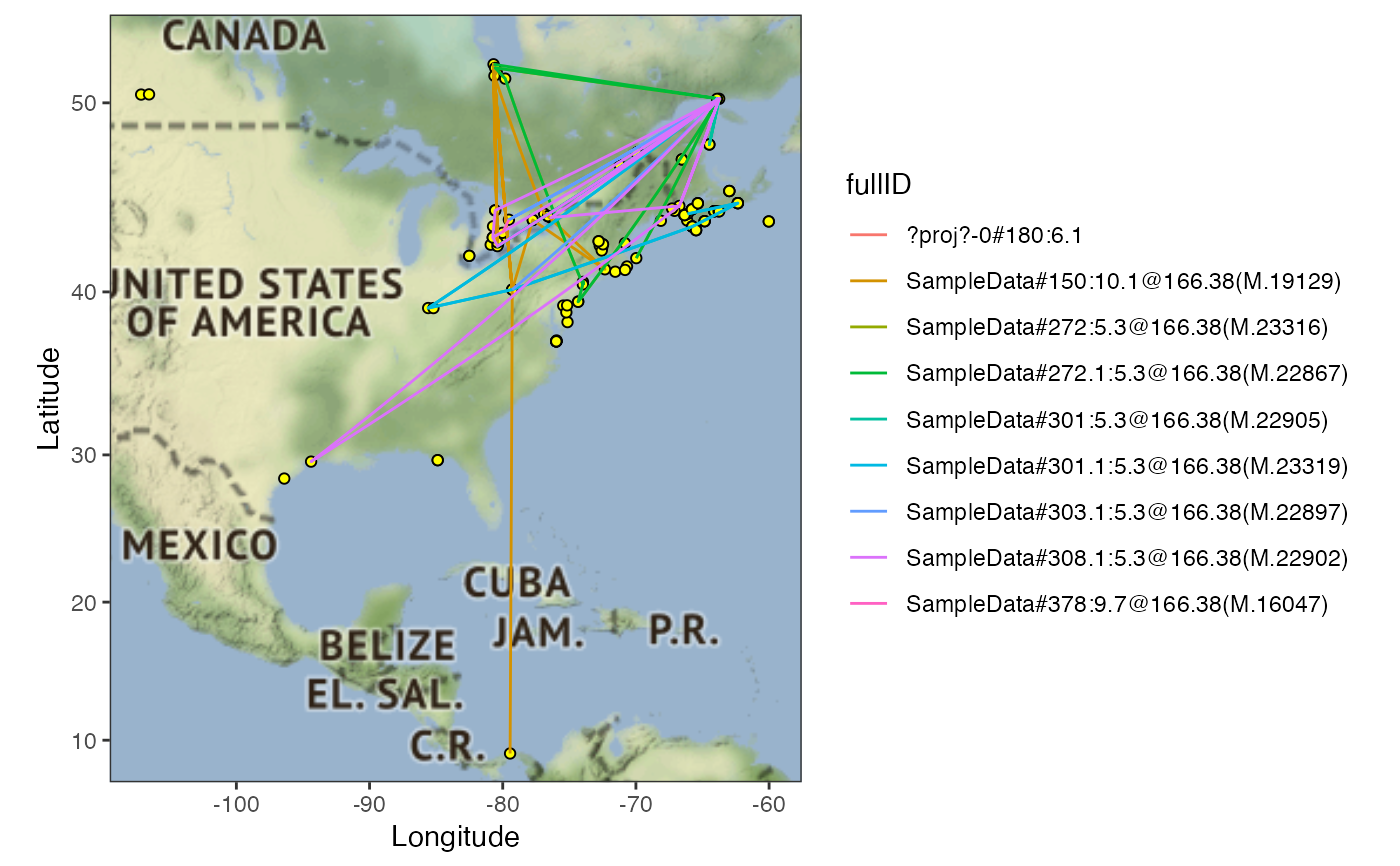 CANADA
UNITED STATES
OF AMERICA
MEXICO
CUBA
JAM.
P.R.
BELIZE
EL. SAL.
C.R.
50
40
30
20
10
Latitude
-100
-90
-80
-70
-60
Longitude
fullID
?proj?-0#180:6.1
SampleData#150:10.1@166.38(M.19129)
SampleData#272:5.3@166.38(M.23316)
SampleData#272.1:5.3@166.38(M.22867)
SampleData#301:5.3@166.38(M.22905)
SampleData#301.1:5.3@166.38(M.23319)
SampleData#303.1:5.3@166.38(M.22897)
SampleData#308.1:5.3@166.38(M.22902)
SampleData#378:9.7@166.38(M.16047)